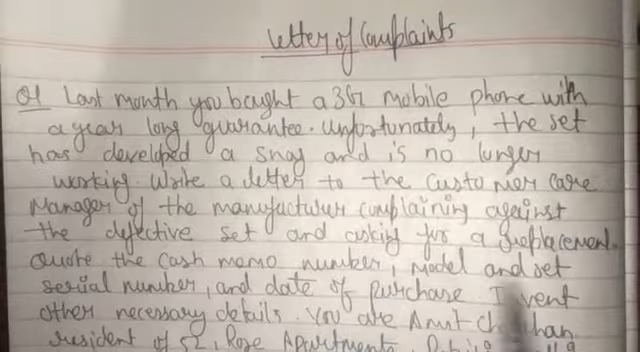 Letter of Complaints
Q1 Last month you bought a 3G mobile phone with
a year long guarantee. Unfortunately, the set
has developed a snag and is no longer
working. Write a letter to the customer care
Manager of the manufacturer complaining against
the defective set and asking for a replacement.
Quote the cash memo number, model and set
serial number, and date of purchase. Invent
other necessary details. You are Amit
resident of 52, Rose Apartments,